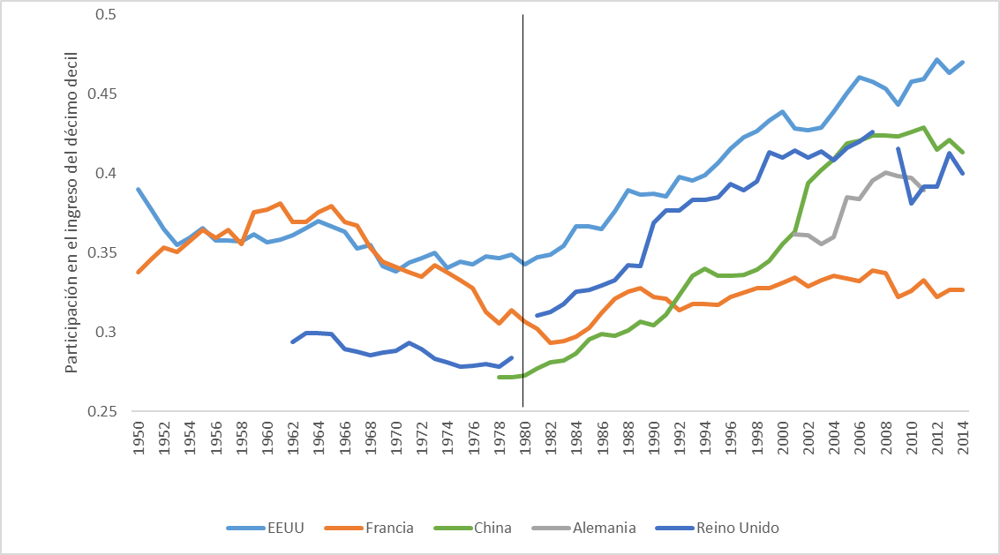 Participación en el ingreso del décimo decil
0.5
0.45
0.4
0.35
0.3
0.25
1950 1952 1954 1956 1958 1960 1962 1964 1966 1968 1970 1972 1974 1976 1978 1980 1982 1984 1986 1988 1990 1992 1994 1996 1998 2000 2002 2004 2006 2008 2010 2012 2014
EEUU Francia China Alemania Reino Unido